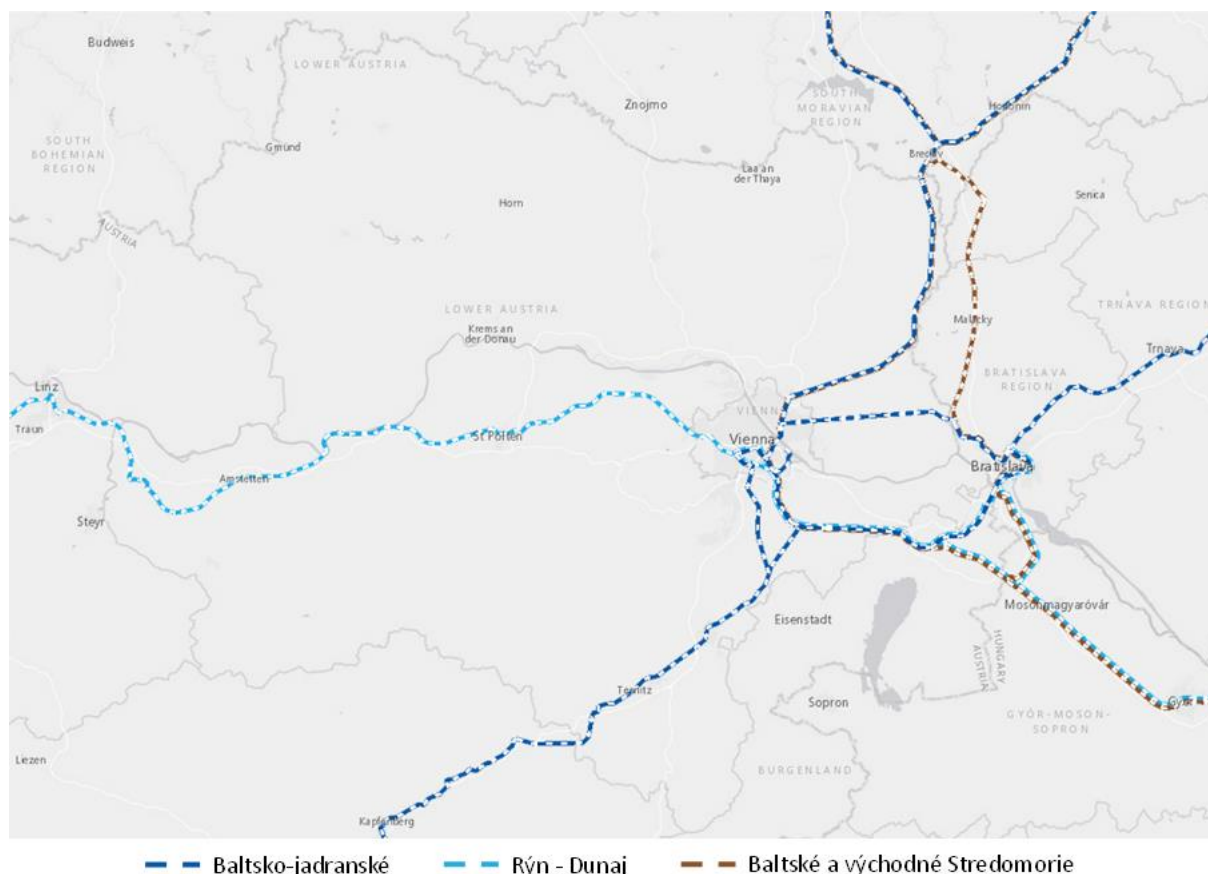 Budweis
LOWER AUSTRIA
Znojmo
SOUTH
MORAVIAN
REGION
Hodonin
SOUTH
BOHEMIAN
REGION
Gmünd
Breclav
Laa an
der Thaya
Senica
Horn
AUSTRIA
LOWER AUSTRIA
Krems an
der Donau
Malacky
TRNAVA REGION
Trnava
BRATISLAVA
REGION
Linz
Traun
St Pölten
VIENNA
Vienna
Bratislava
Amstetten
Steyr
Mosonmagyaróvár
Eisenstadt
HUNGARY
AUSTRIA
Ternitz
Sopron
Győr
GYŐR-MOSON-
SOPRON
Liezen
BURGENLAND
Kapfenberg
Baltsko-jadranské
Rýn - Dunaj
Baltské a východné Stredomorie